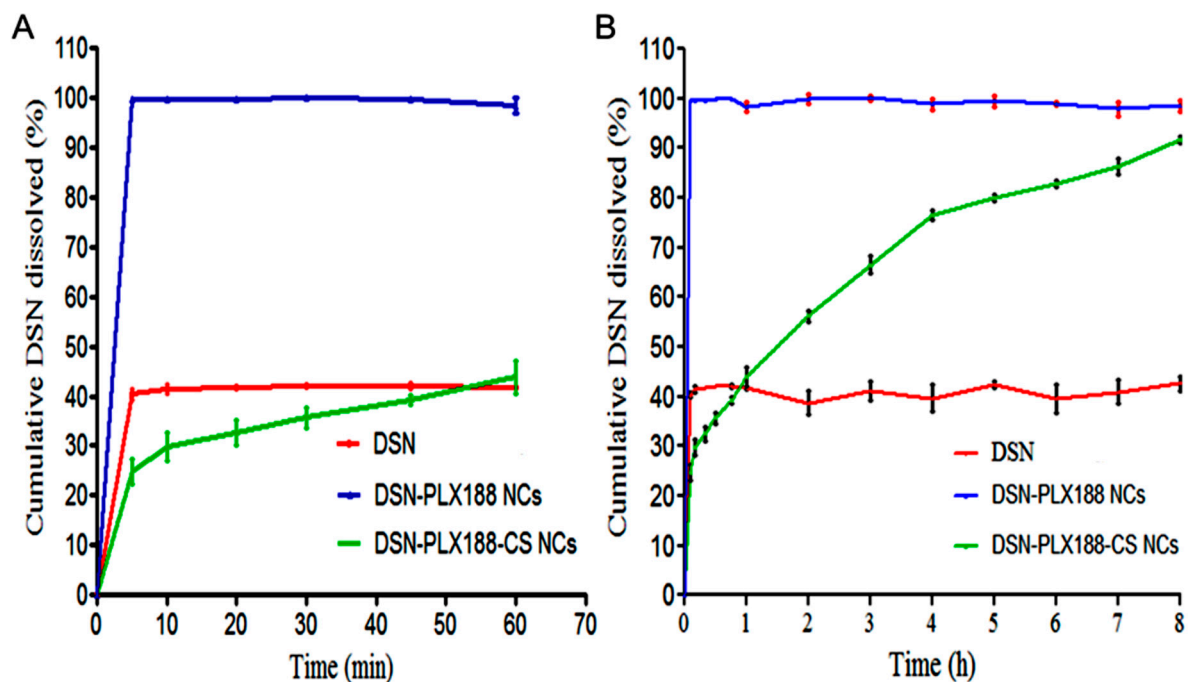 A
Cumulative DSN dissolved (%)
110
100
90
80
70
60
50
40
30
20
10
0
0 10 20 30 40 50 60 70
Time (min)
DSN
DSN-PLX188 NCs
DSN-PLX188-CS NCs
B
Cumulative DSN dissolved (%)
110
100
90
80
70
60
50
40
30
20
10
0
0 1 2 3 4 5 6 7 8
Time (h)
DSN
DSN-PLX188 NCs
DSN-PLX188-CS NCs